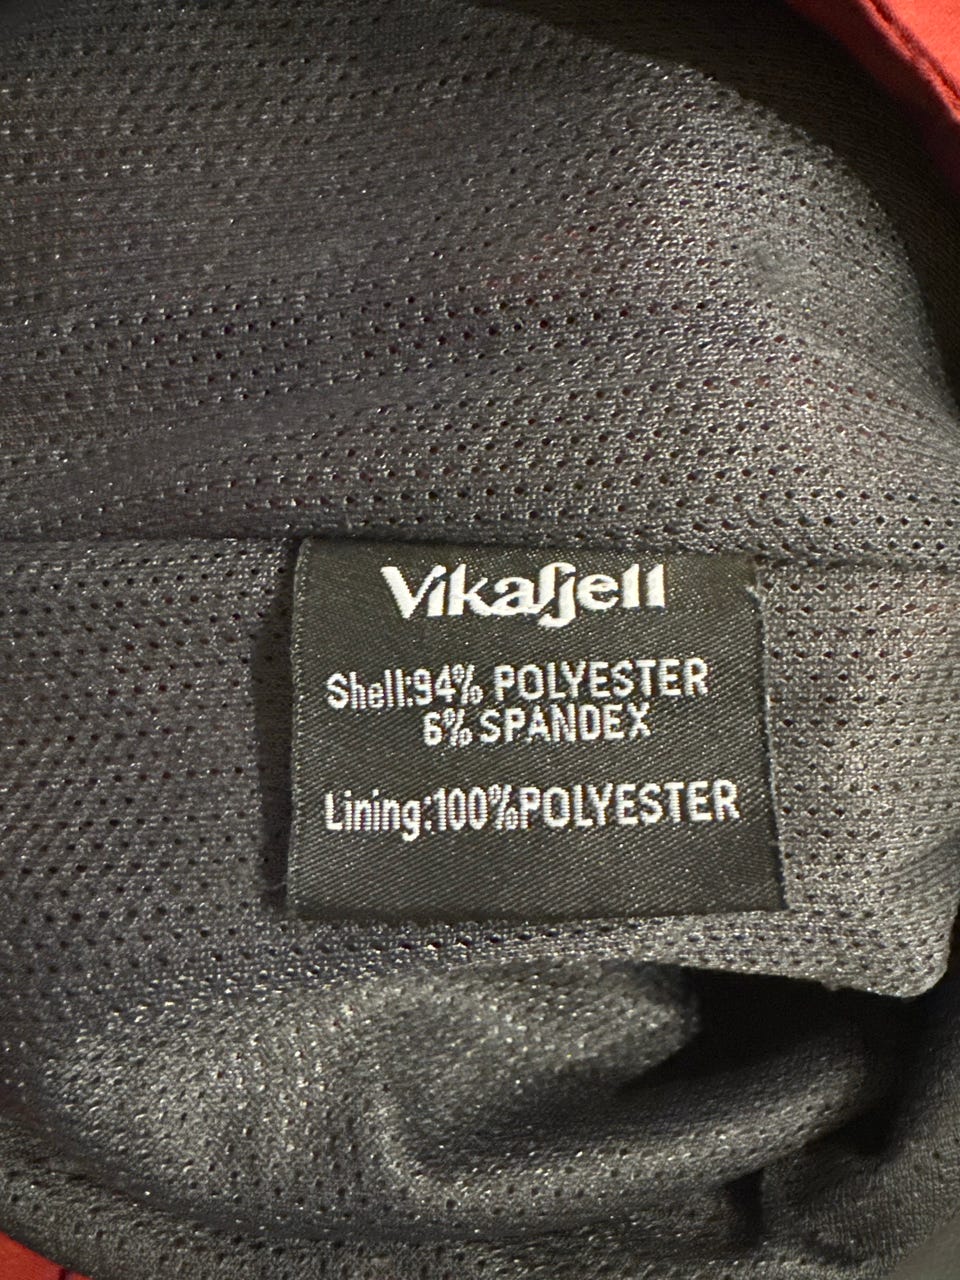 Vikafjell
Shell:94% POLYESTER
6% SPANDEX
Lining:100%POLYESTER